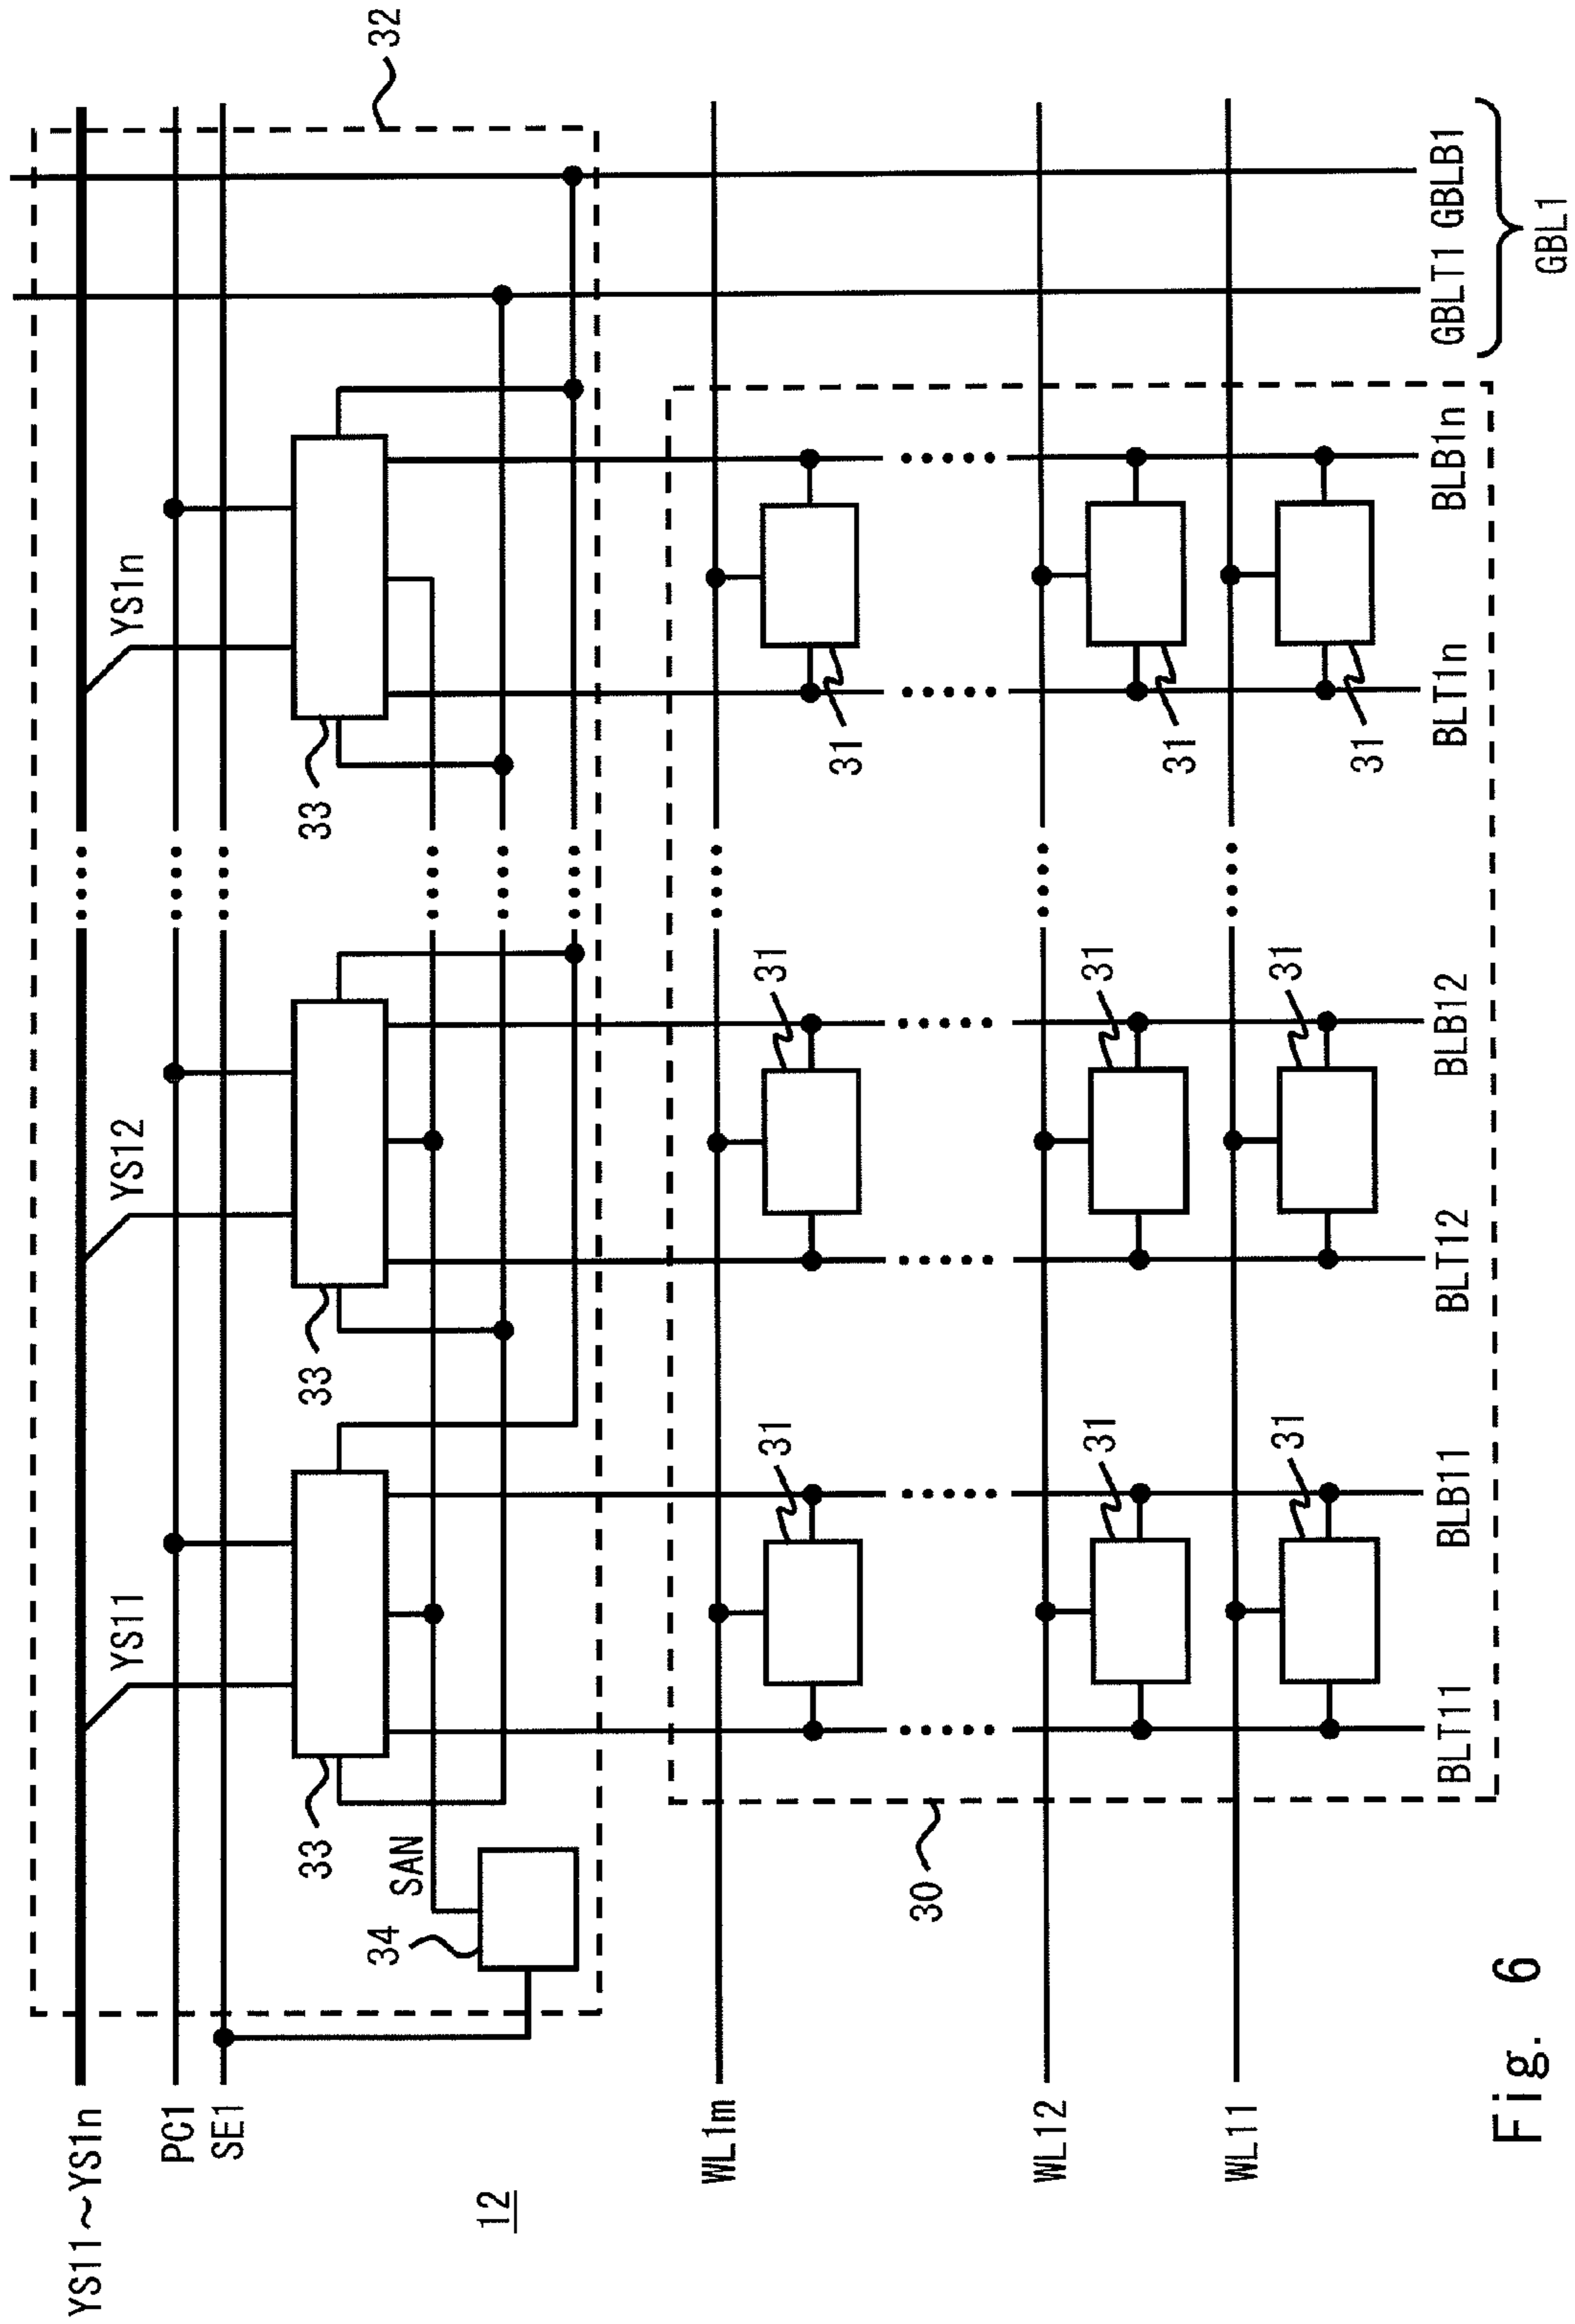 YS11～YS1n
PC1
SE1
12
YS11
YS12
YS1n
32
33
33
33
34
SAN
WL1m
31
31
31
30
WL12
31
31
31
WL11
31
31
31
BLT11
BLB11
BLT12
BLB12
BLT1n
BLB1n
GBLT1
GBLB1
GBL1
Fig. 6